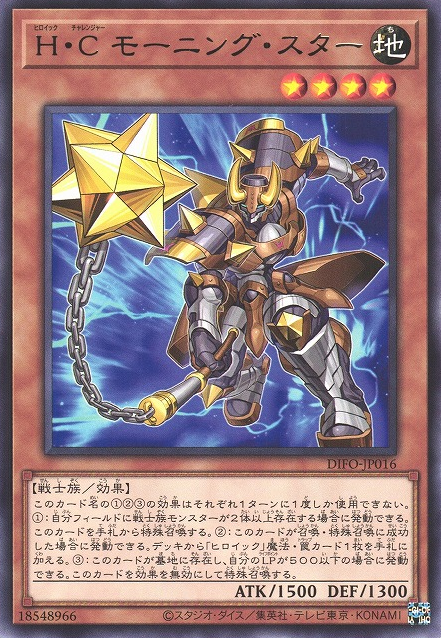 ヒロイック チャレンジャー
H・C モーニング・スター
ち
地
DIFO-JP016
【戦士族/効果】
このカード名の①②③の効果はそれぞれ1ターンに1度しか使用できない。
①：自分フィールドに戦士族モンスターが2体以上存在する場合に発動できる。
このカードを手札から特殊召喚する。②：このカードが召喚・特殊召喚に成功
した場合に発動できる。デッキから「ヒロイック」魔法・罠カード1枚を手札に
加える。③：このカードが墓地に存在し、自分のLPが500以下の場合に発動
できる。このカードを効果を無効にして特殊召喚する。
ATK/1500 DEF/1300
18548966
©スタジオ・ダイス/集英社・テレビ東京・KONAMI